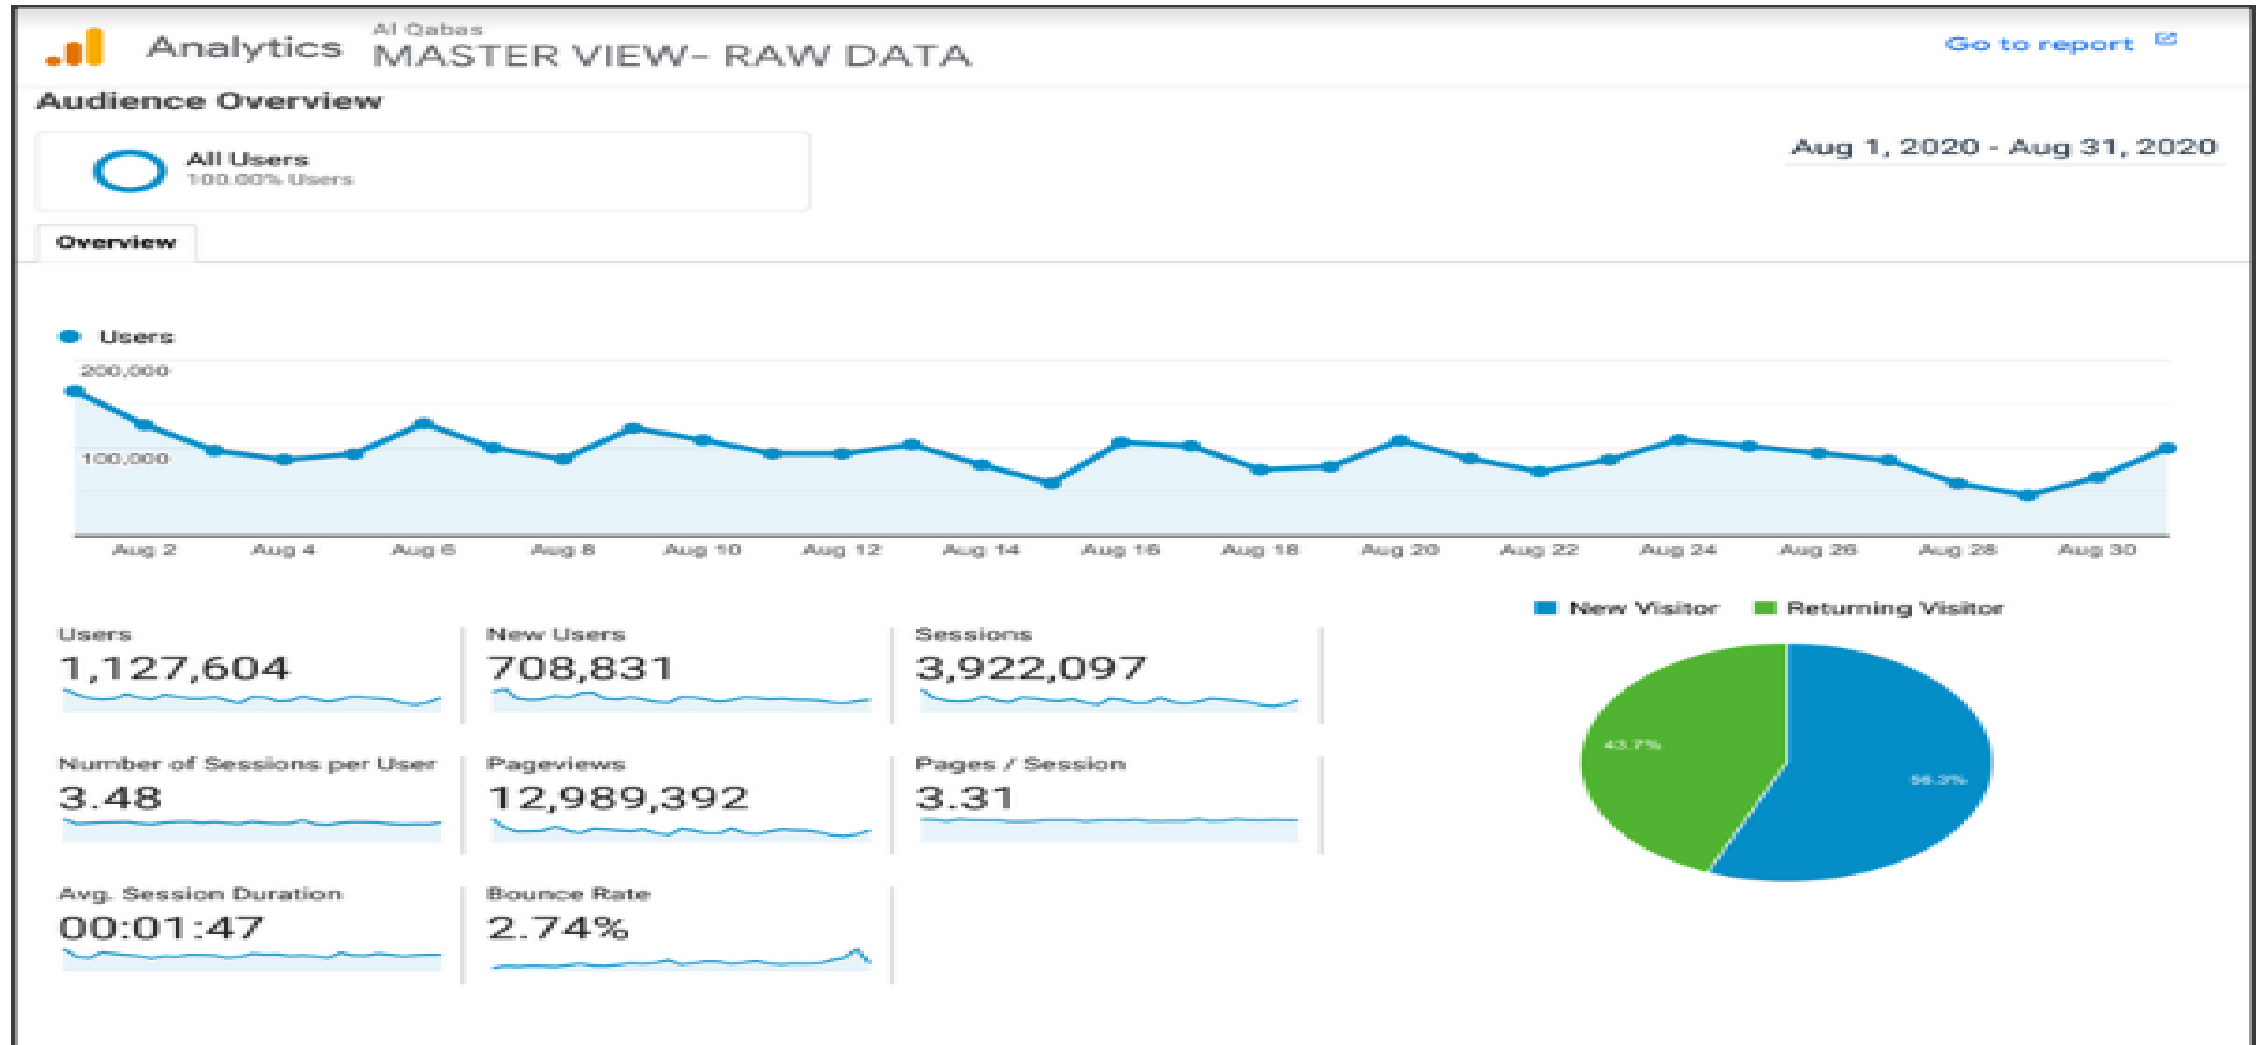 Al Qabas
Analytics MASTER VIEW- RAW DATA
Go to report
Audience Overview
All Users
100.00% Users
Aug 1, 2020 - Aug 31, 2020
Overview
Users
200,000
100,000
Aug 2 Aug 4 Aug 6 Aug 8 Aug 10 Aug 12 Aug 14 Aug 16 Aug 18 Aug 20 Aug 22 Aug 24 Aug 26 Aug 28 Aug 30
New Visitor Returning Visitor
Users
1,127,604
New Users
708,831
Sessions
3,922,097
Number of Sessions per User
3.48
Pageviews
12,989,392
Pages / Session
3.31
Avg. Session Duration
00:01:47
Bounce Rate
2.74%
43.7%
56.3%